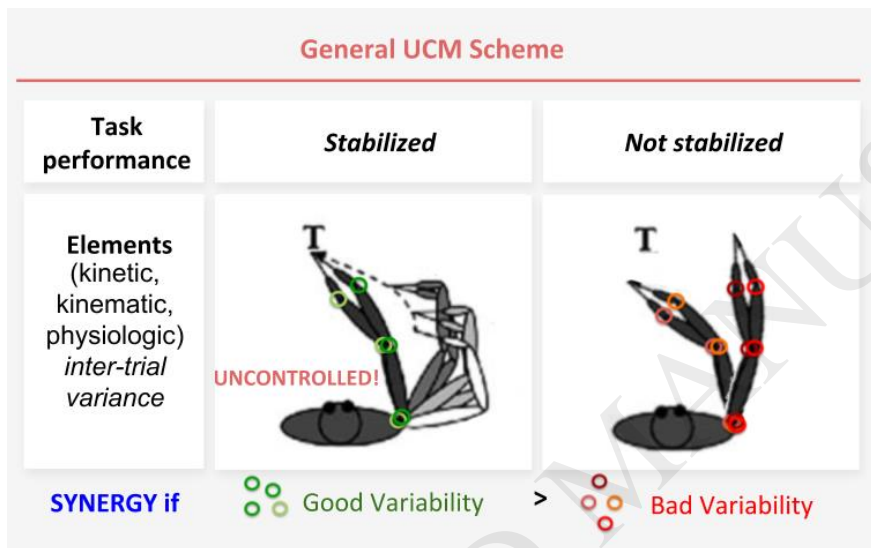 General UCM Scheme
Task
performance
Stabilized
Not stabilized
Elements
(kinetic,
kinematic,
physiologic)
inter-trial
variance
T
UNCONTROLLED!
T
SYNERGY if
Good Variability
>
Bad Variability
MANUS